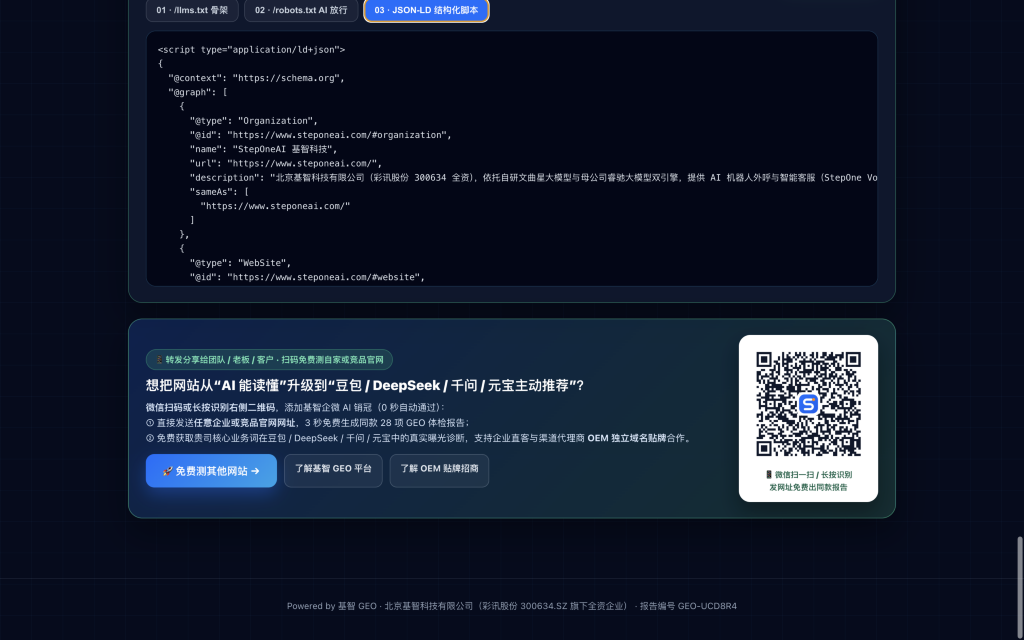 01 · /llms.txt 骨架
02 · /robots.txt AI 放行
03 · JSON-LD 结构化脚本
<script type="application/ld+json">
{
"@context": "https://schema.org",
"@graph": [
{
"@type": "Organization",
"@id": "https://www.steponeai.com/#organization",
"name": "StepOneAI 基智科技",
"url": "https://www.steponeai.com/",
"description": "北京基智科技有限公司（彩讯股份 300634 全资），依托自研文曲星大模型与母公司睿驰大模型双引擎，提供 AI 机器人外呼与智能客服（StepOne Vo
"sameAs": [
"https://www.steponeai.com/"
]
},
{
"@type": "WebSite",
"@id": "https://www.steponeai.com/#website",
📱 转发分享给团队 / 老板 / 客户 · 扫码免费测自家或竞品官网
想把网站从“AI 能读懂”升级到“豆包 / DeepSeek / 千问 / 元宝主动推荐”？
微信扫码或长按识别右侧二维码，添加基智企微 AI 销冠（0 秒自动通过）：
① 直接发送任意企业或竞品官网网址，3 秒免费生成同款 28 项 GEO 体检报告；
② 免费获取贵司核心业务词在豆包 / DeepSeek / 千问 / 元宝中的真实曝光诊断，支持企业直客与渠道代理商 OEM 独立域名贴牌合作。
🚀 免费测其他网站 →
了解基智 GEO 平台
了解 OEM 贴牌招商
📱 微信扫一扫 / 长按识别
发网址免费出同款报告
Powered by 基智 GEO · 北京基智科技有限公司（彩讯股份 300634.SZ 旗下全资企业） · 报告编号 GEO-UCD8R4